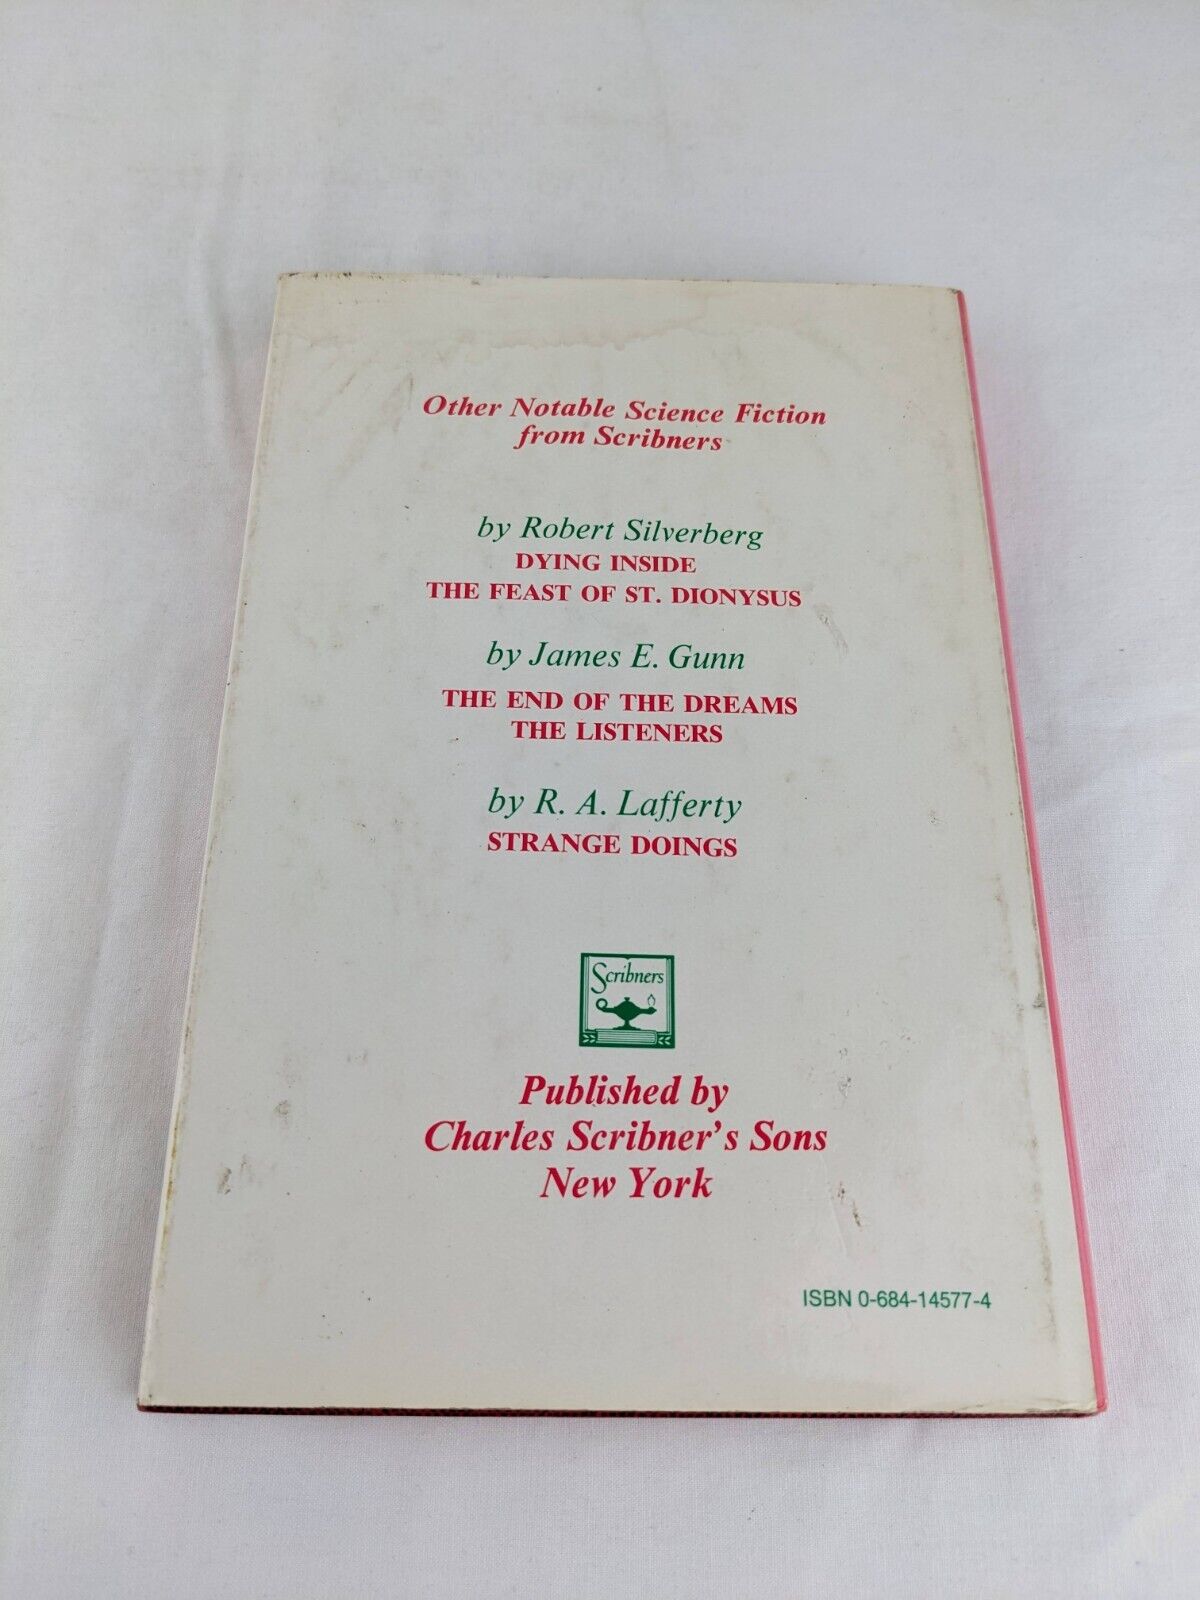 Other Notable Science Fiction
from Scribners
by Robert Silverberg
DYING INSIDE
THE FEAST OF ST. DIONYSUS
by James E. Gunn
THE END OF THE DREAMS
THE LISTENERS
by R. A. Lafferty
STRANGE DOINGS
Scribners
Published by
Charles Scribner's Sons
New York
ISBN 0-684-14577-4